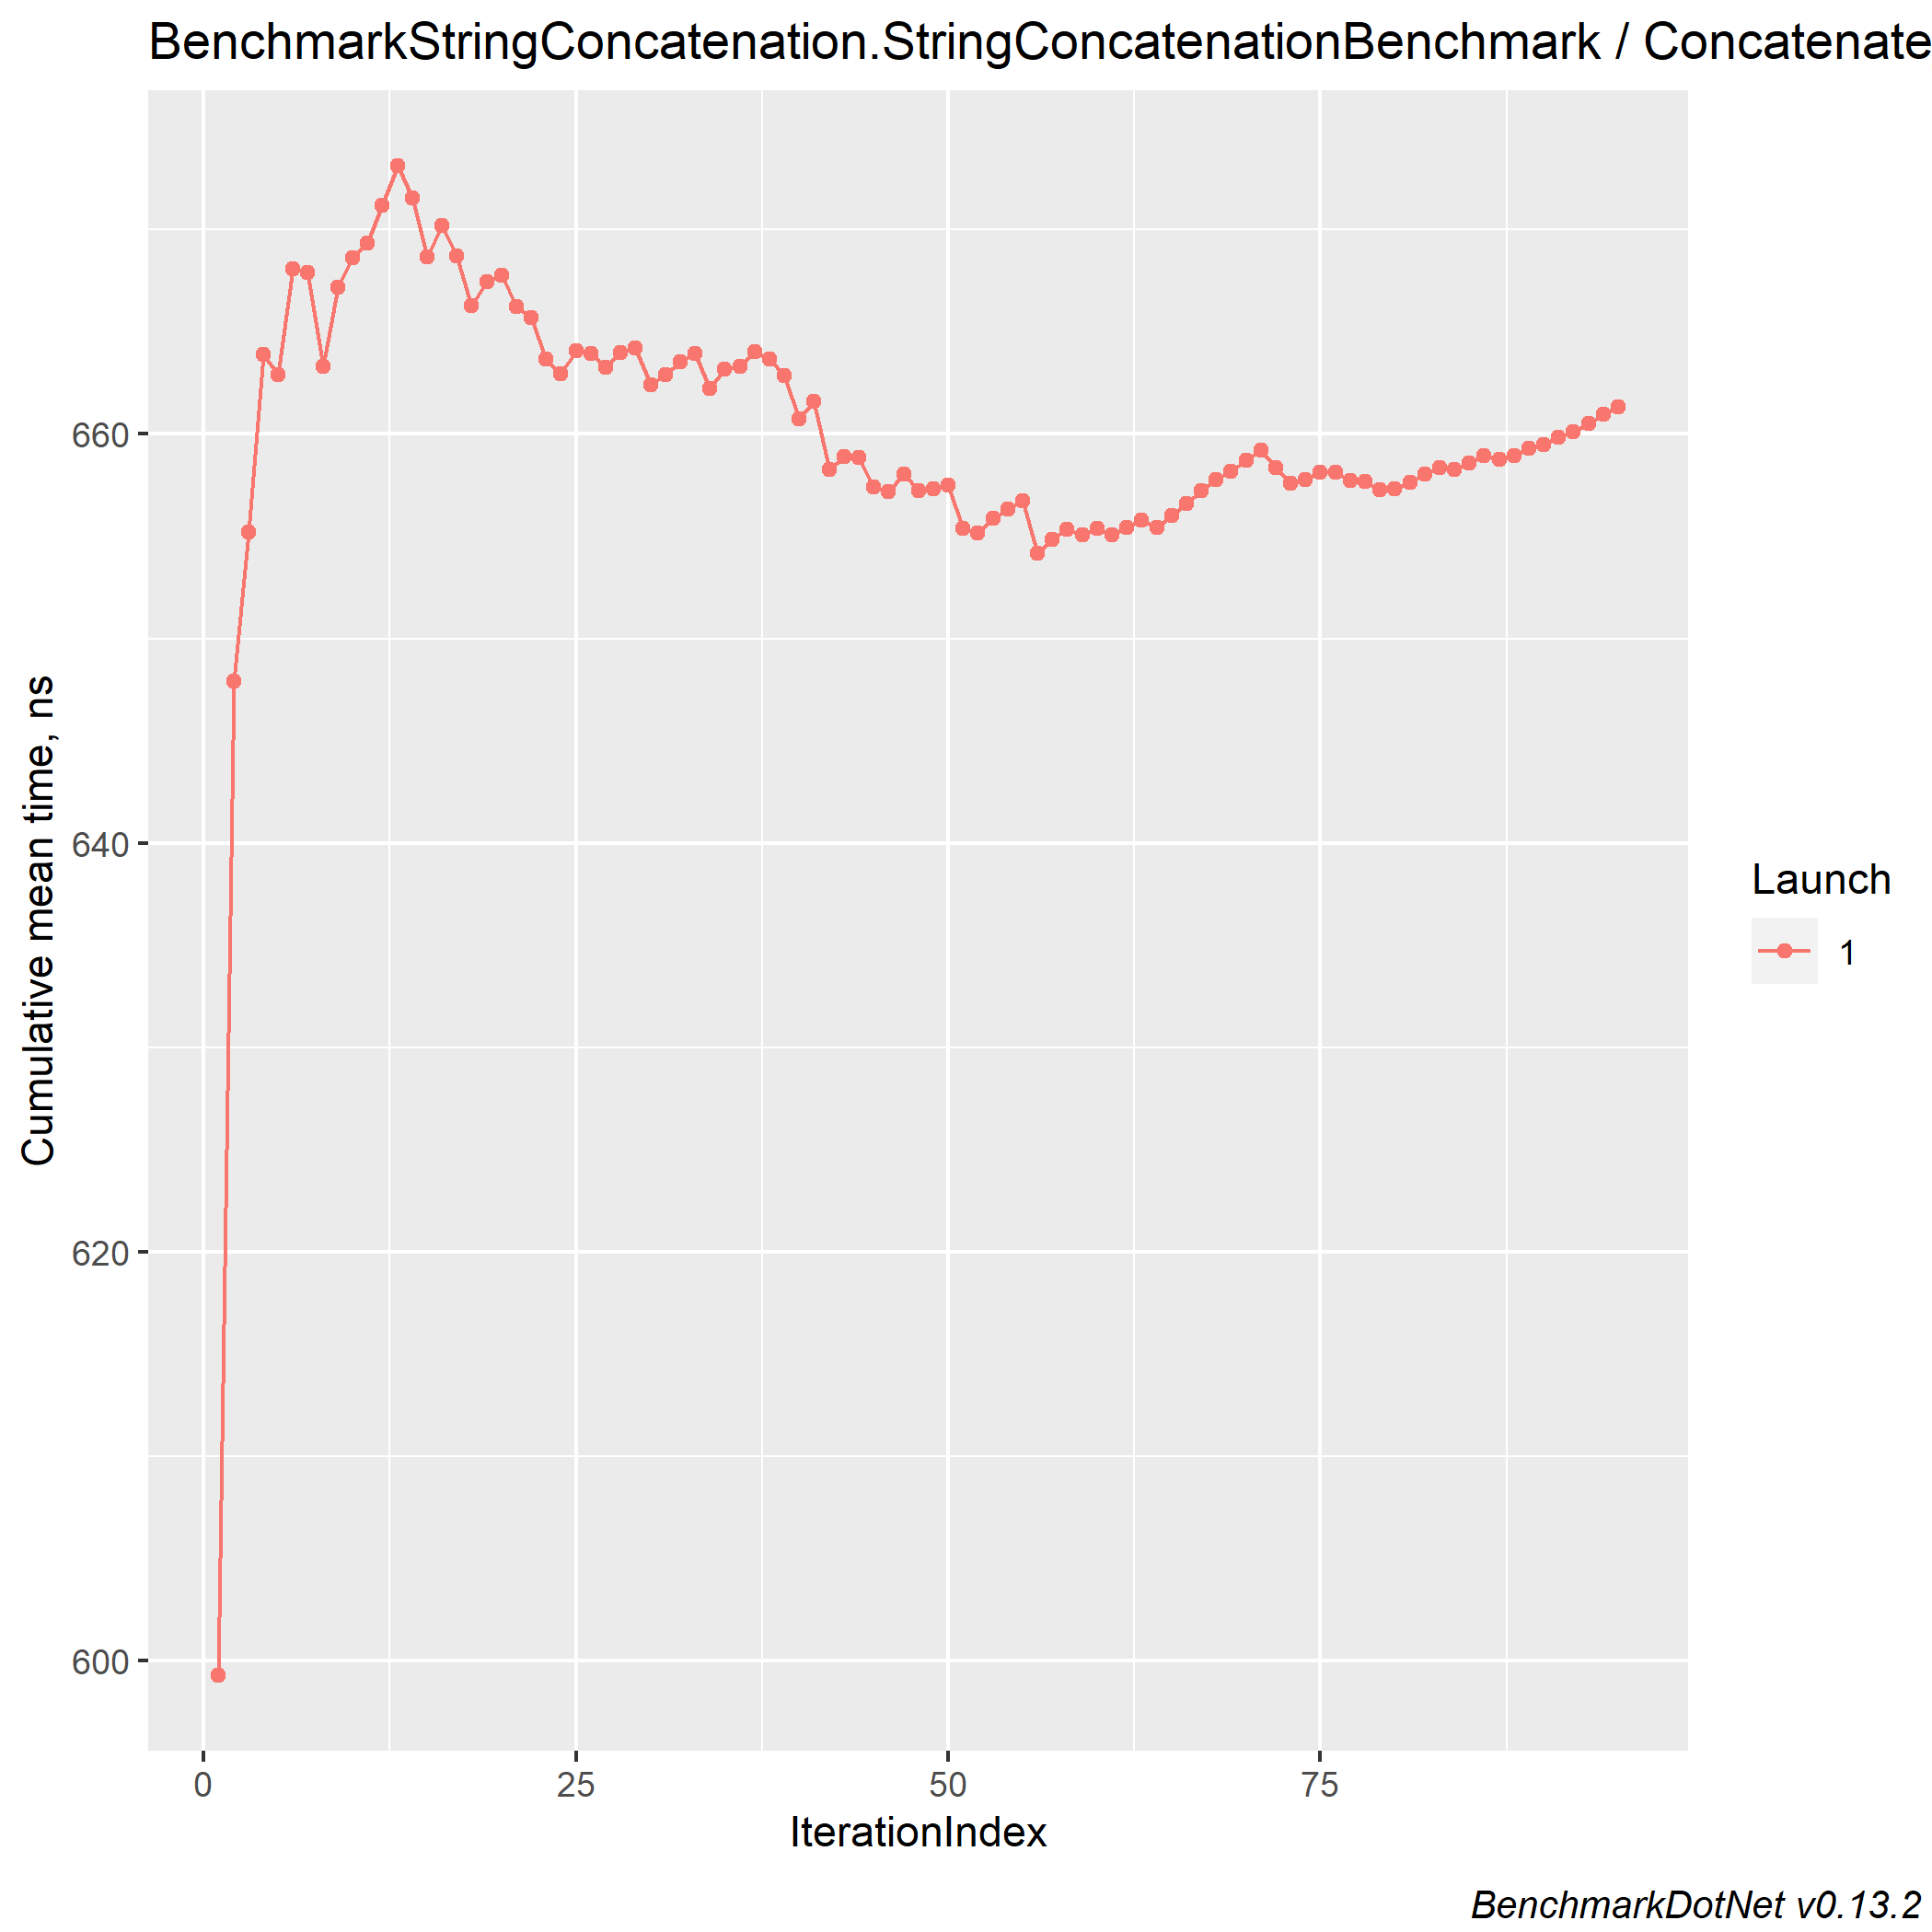 BenchmarkStringConcatenation.StringConcatenationBenchmark / Concatenate
Cumulative mean time, ns
660
640
620
600
0 25 50 75
IterationIndex
Launch
1
BenchmarkDotNet v0.13.2